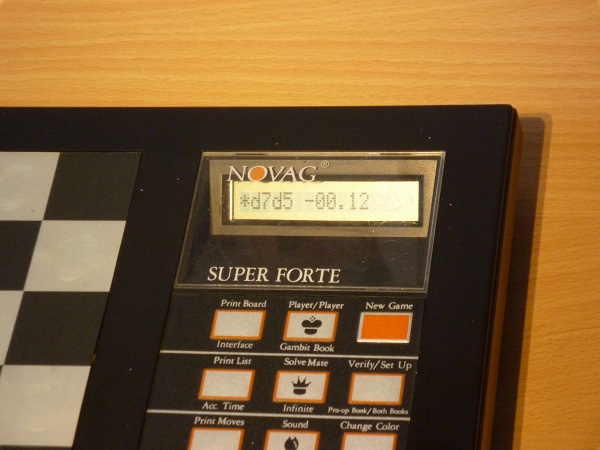 NOVAG®
*d7d5 -00.12
SUPER FORTE
Print Board Player/Player New Game
Interface Gambit Book
Print List Solve Mate Verify/Set Up
Acc. Time Infinite Pro-op Book/Both Books
Print Moves Sound Change Color